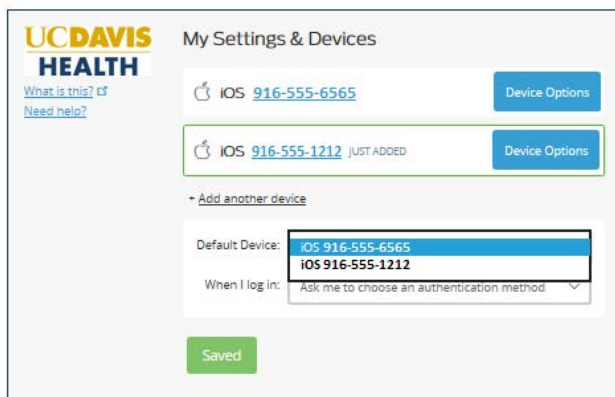 UCDAVIS
HEALTH
What is this?
Need help?
My Settings & Devices
iOS 916-555-6565
Device Options
iOS 916-555-1212 JUST ADDED
Device Options
+ Add another device
Default Device:
iOS 916-555-6565
iOS 916-555-1212
When I log in: Ask me to choose an authentication method
Saved